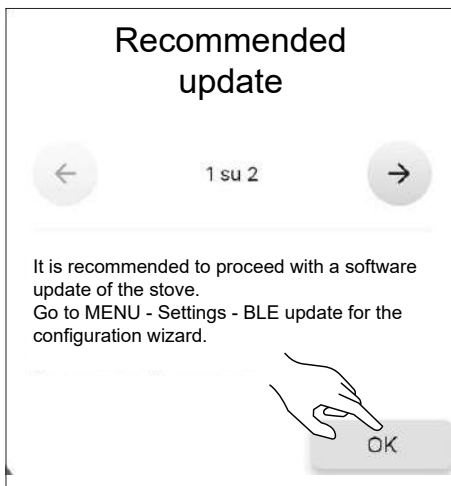 Recommended
update
1 su 2
It is recommended to proceed with a software
update of the stove.
Go to MENU - Settings - BLE update for the
configuration wizard.
OK